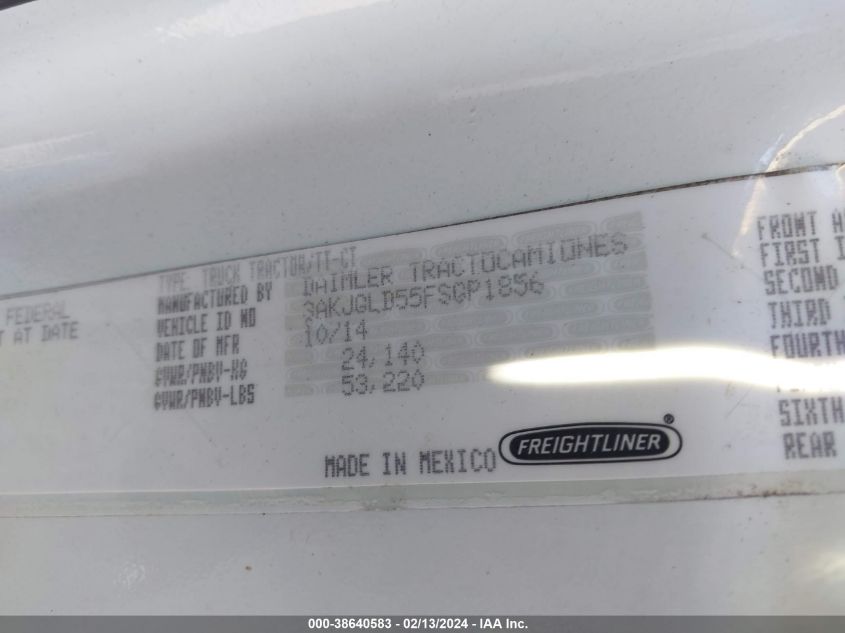 FEDERAL
T AT DATE
TYPE: TRUCK TRACTOR/TT-CT
MANUFACTURED BY DAIMLER TRACTOCAMIONES
VEHICLE ID NO 3AKJGLD55FSGP1856
DATE OF MFR 10/14
GVWR/PNBV-KG 24,140
GVWR/PNBV-LBS 53,220
MADE IN MEXICO FREIGHTLINER®
FRONT A
FIRST I
SECOND
THIRD
FOURTH
SIXTH
REAR
000-38640583 - 02/13/2024 - IAA Inc.